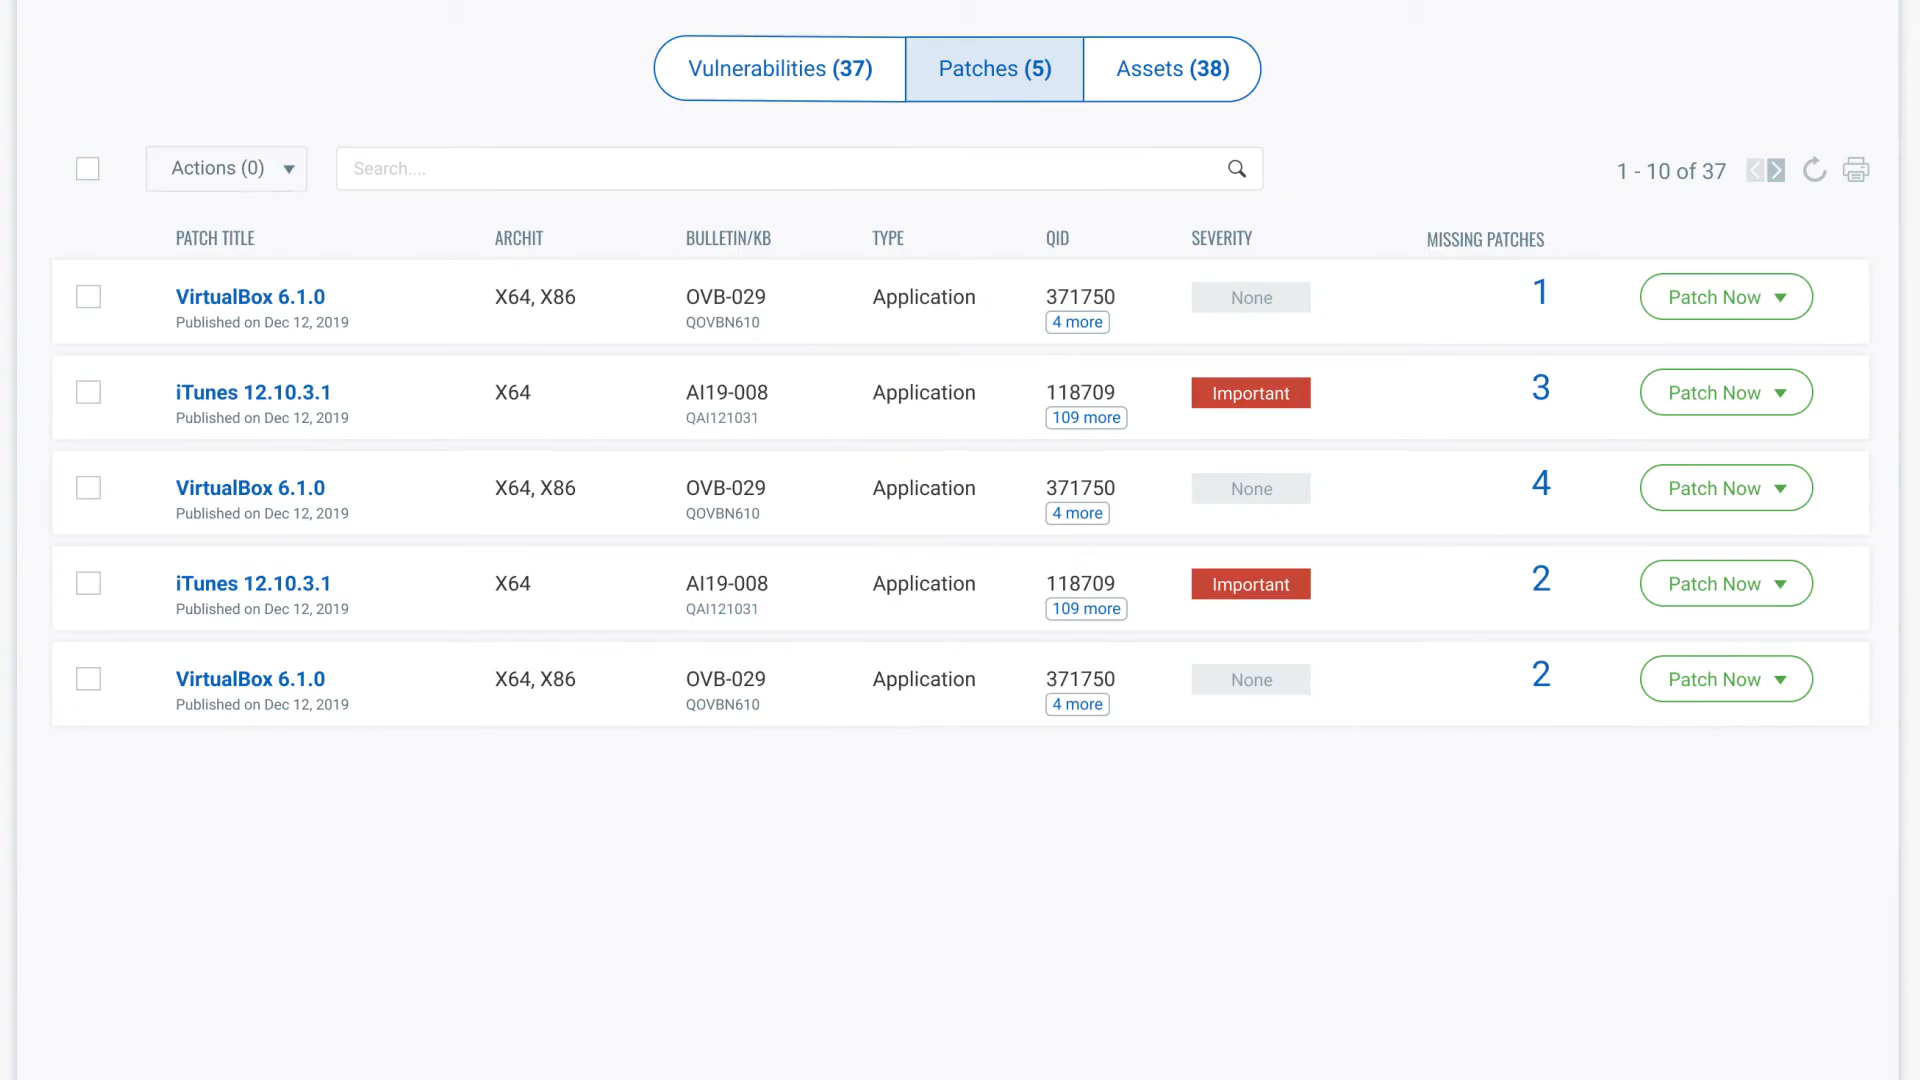 Vulnerabilities (37) Patches (5) Assets (38)
Actions (0) Search.... 1 - 10 of 37
PATCH TITLE ARCHIT BULLETIN/KB TYPE QID SEVERITY MISSING PATCHES
VirtualBox 6.1.0 X64, X86 OVB-029 Application 371750 None 1 Patch Now
Published on Dec 12, 2019 QOVBN610 4 more
iTunes 12.10.3.1 X64 AI19-008 Application 118709 Important 3 Patch Now
Published on Dec 12, 2019 QAI121031 109 more
VirtualBox 6.1.0 X64, X86 OVB-029 Application 371750 None 4 Patch Now
Published on Dec 12, 2019 QOVBN610 4 more
iTunes 12.10.3.1 X64 AI19-008 Application 118709 Important 2 Patch Now
Published on Dec 12, 2019 QAI121031 109 more
VirtualBox 6.1.0 X64, X86 OVB-029 Application 371750 None 2 Patch Now
Published on Dec 12, 2019 QOVBN610 4 more